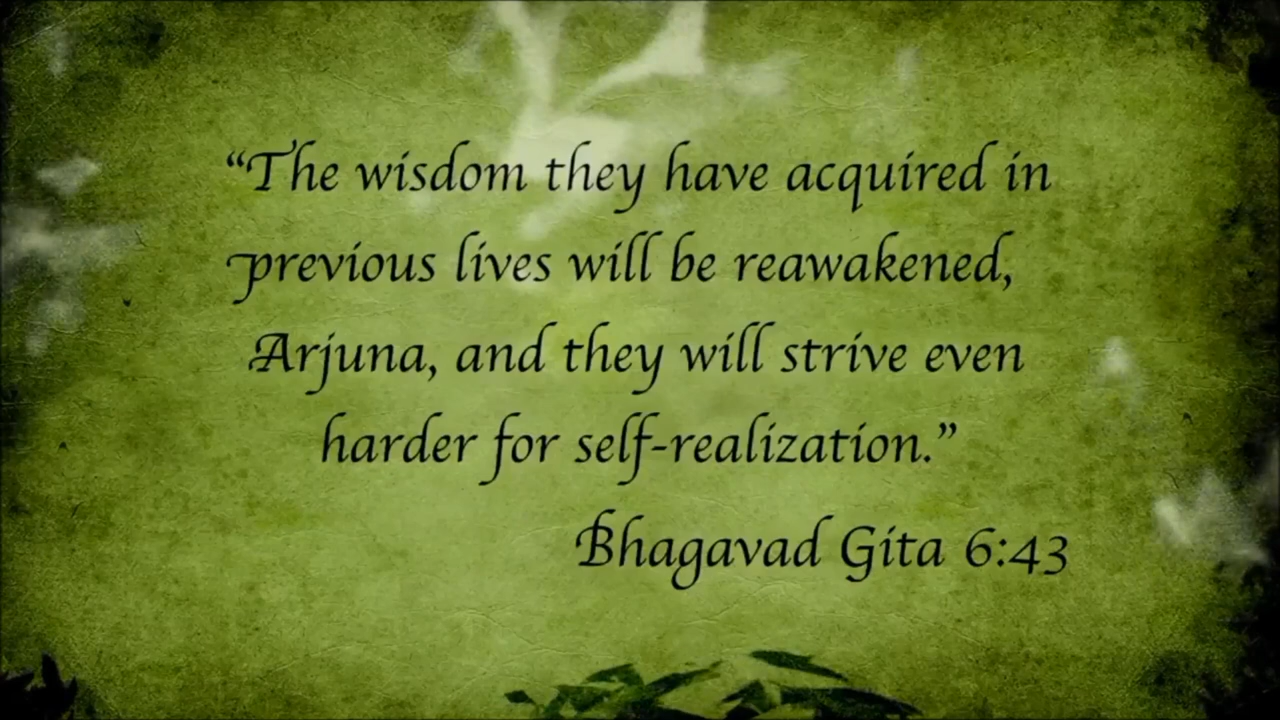 “The wisdom they have acquired in
previous lives will be reawakened,
Arjuna, and they will strive even
harder for self-realization.”
Bhagavad Gita 6:43